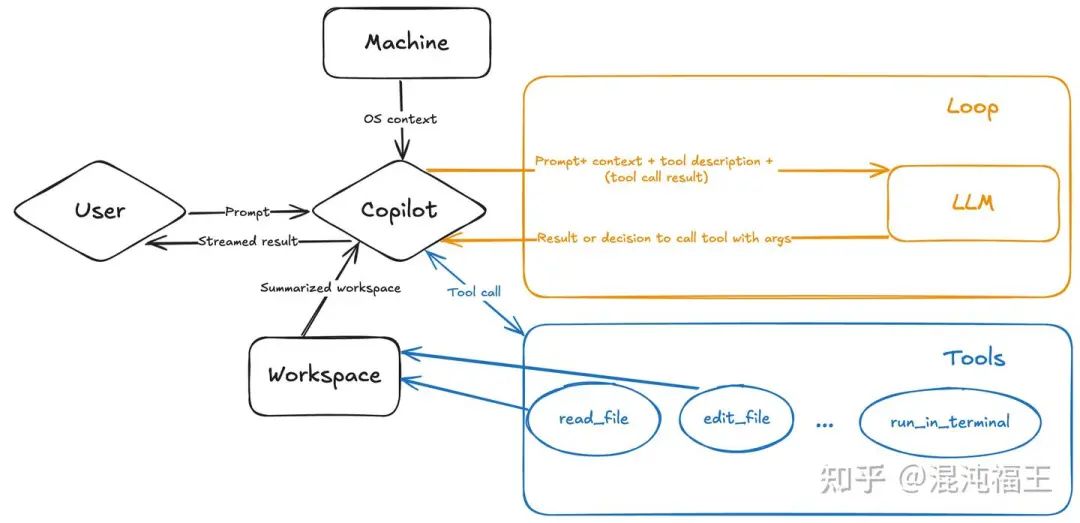 Machine
OS context
Loop
Prompt+ context + tool description +
(tool call result)
LLM
User
Prompt
Copilot
Streamed result
Result or decision to call tool with args
Summarized workspace
Tool call
Workspace
Tools
read_file
edit_file
...
run_in_terminal
知乎 @混沌福王